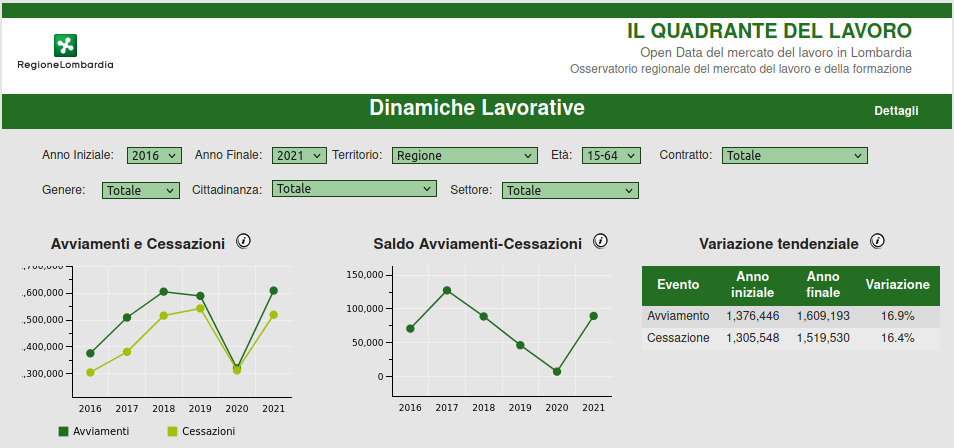 IL QUADRANTE DEL LAVORO
Open Data del mercato del lavoro in Lombardia
Osservatorio regionale del mercato del lavoro e della formazione
RegioneLombardia
Dinamiche Lavorative
Dettagli
Anno Iniziale: 2016 Anno Finale: 2021 Territorio: Regione Età: 15-64 Contratto: Totale
Genere: Totale Cittadinanza: Totale Settore: Totale
Avviamenti e Cessazioni i
,600,000
,500,000
,400,000
,300,000
2016 2017 2018 2019 2020 2021
Avviamenti Cessazioni
Saldo Avviamenti-Cessazioni i
150,000
100,000
50,000
0
2016 2017 2018 2019 2020 2021
Variazione tendenziale i
Evento Anno iniziale Anno finale Variazione
Avviamento 1,376,446 1,609,193 16.9%
Cessazione 1,305,548 1,519,530 16.4%